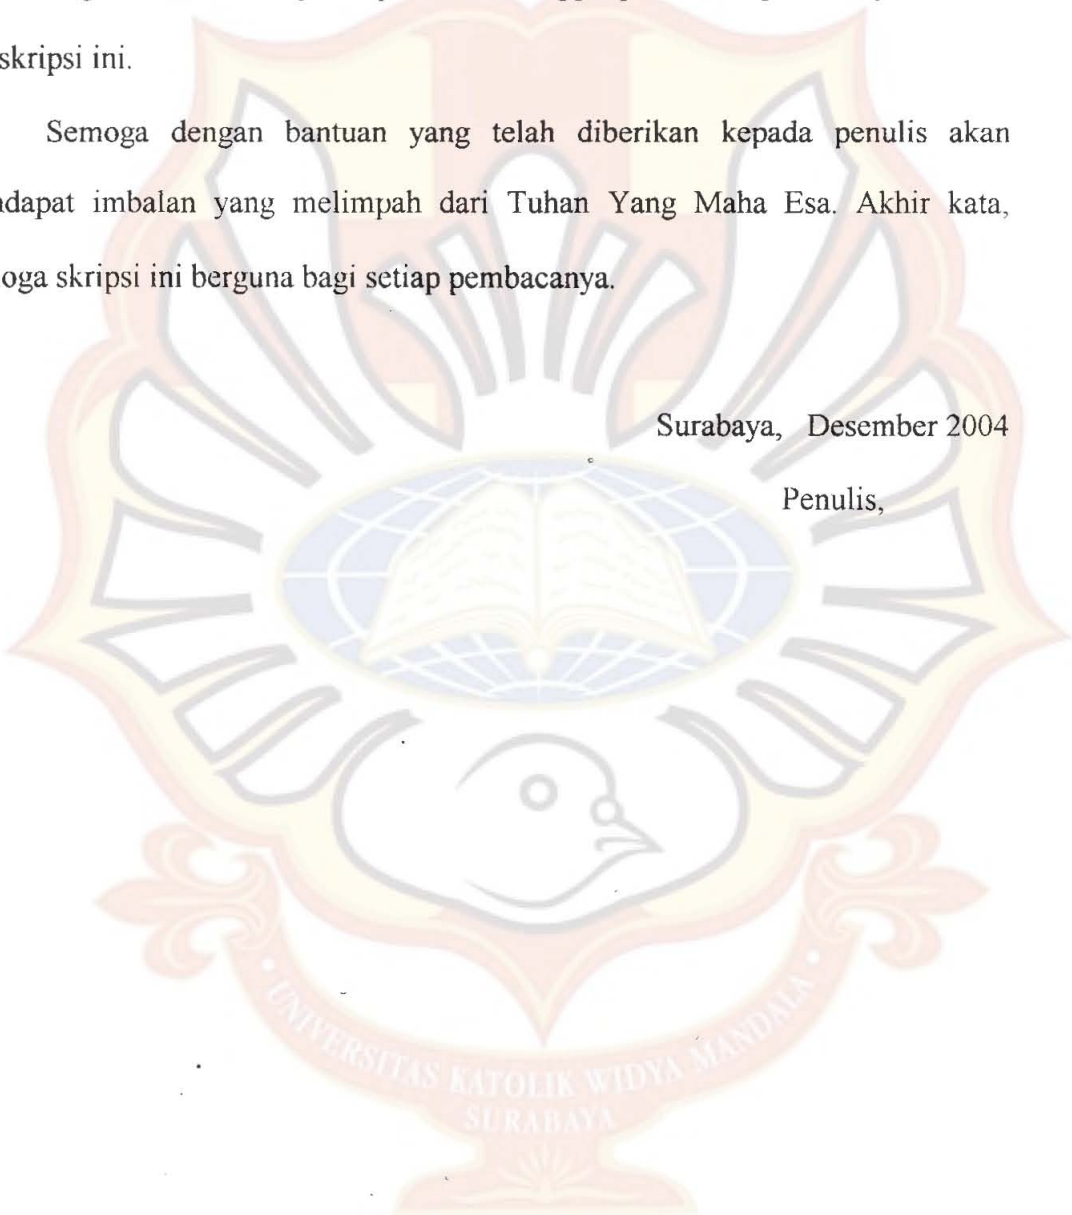 skripsi ini.
Semoga dengan bantuan yang telah diberikan kepada penulis akan
ndapat imbalan yang melimpah dari Tuhan Yang Maha Esa. Akhir kata,
oga skripsi ini berguna bagi setiap pembacanya.
Surabaya, Desember 2004
Penulis,
UNIVERSITAS KATOLIK WIDYA MANDALA
SURABAYA